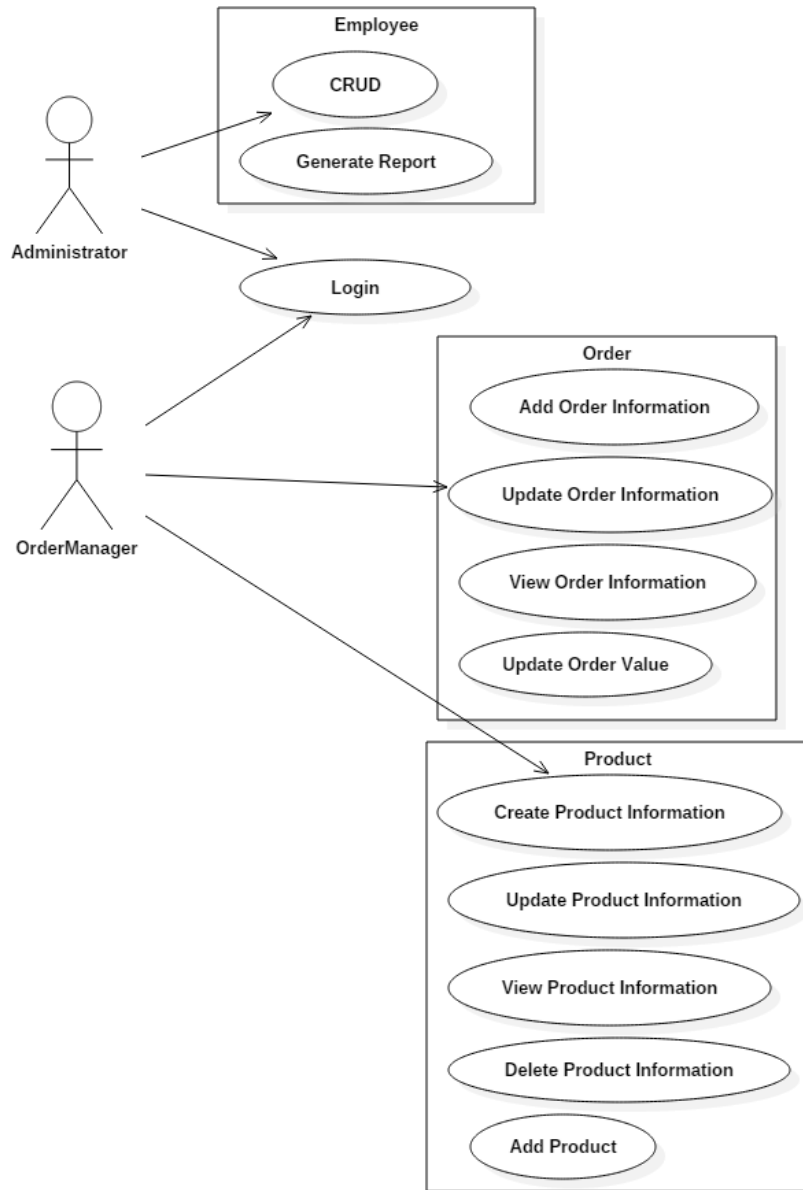 Employee
CRUD
Generate Report
Administrator
Login
OrderManager
Order
Add Order Information
Update Order Information
View Order Information
Update Order Value
Product
Create Product Information
Update Product Information
View Product Information
Delete Product Information
Add Product